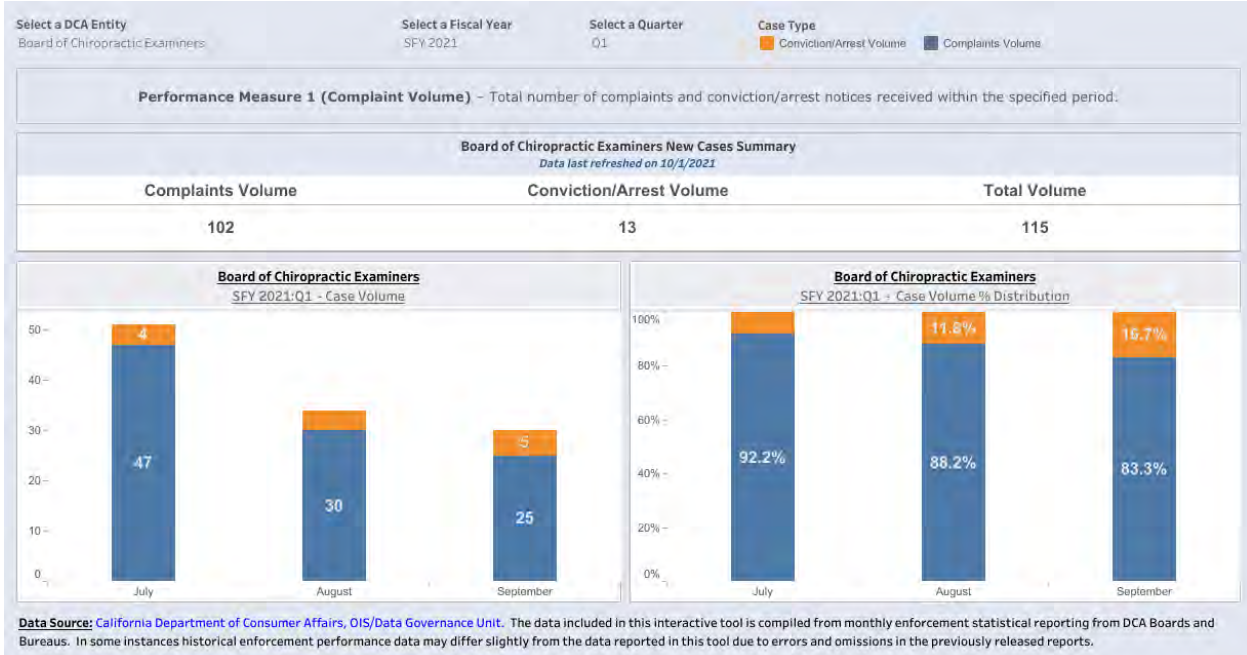 Select a DCA Entity
Select a Fiscal Year
Select a Quarter
Case Type
Board of Chiropractic Examiners
SFY 2021
Q1
Conviction/Arrest Volume
Complaints Volume
Performance Measure 1 (Complaint Volume) - Total number of complaints and conviction/arrest notices received within the specified period.
Board of Chiropractic Examiners New Cases Summary
Data last refreshed on 10/1/2021
Complaints Volume
Conviction/Arrest Volume
Total Volume
102
13
115
Board of Chiropractic Examiners
SFY 2021:Q1 - Case Volume
50
40
30
20
10
0
4
47
30
5
25
July
August
September
Board of Chiropractic Examiners
SFY 2021:Q1 - Case Volume % Distribution
100%
80%
60%
40%
20%
0%
92.2%
11.8%
88.2%
16.7%
83.3%
July
August
September
Data Source: California Department of Consumer Affairs, OIS/Data Governance Unit. The data included in this interactive tool is compiled from monthly enforcement statistical reporting from DCA Boards and
Bureaus. In some instances historical enforcement performance data may differ slightly from the data reported in this tool due to errors and omissions in the previously released reports.